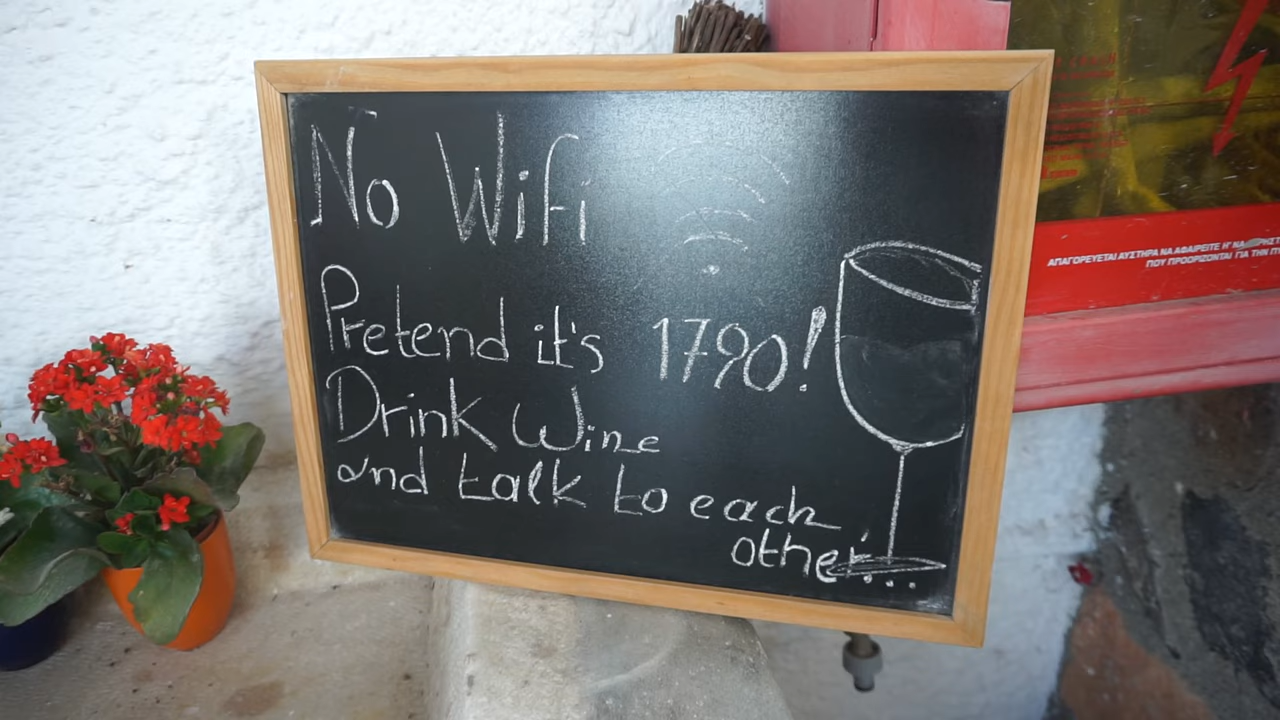 No Wifi
Pretend it's 1790!
Drink Wine
and talk to each
other...
ΑΠΑΓΟΡΕΥΕΤΑΙ ΑΥΣΤΗΡΑ ΝΑ ΑΦΑΙΡΕΙΤΕ Η' ΝΑ
ΠΟΥ ΠΡΟΟΡΙΖΟΝΤΑΙ ΓΙΑ ΤΗΝ